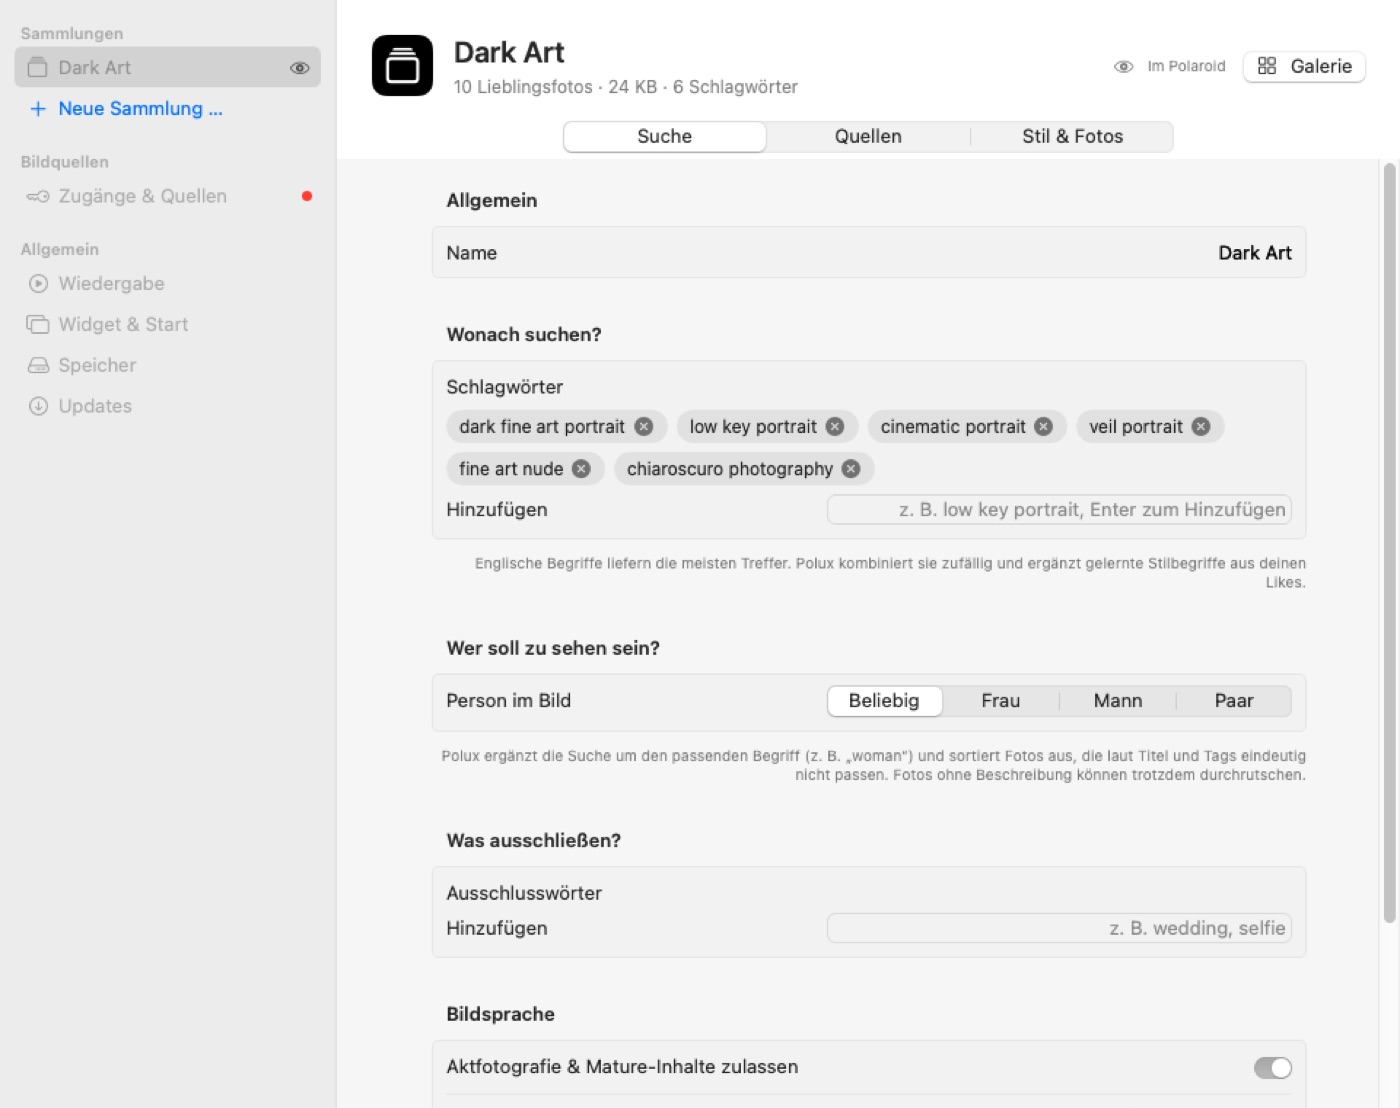 Sammlungen
Dark Art
Neue Sammlung ...
Bildquellen
Zugänge & Quellen
Allgemein
Wiedergabe
Widget & Start
Speicher
Updates
Dark Art
10 Lieblingsfotos · 24 KB · 6 Schlagwörter
Im Polaroid
Galerie
Suche Quellen Stil & Fotos
Allgemein
Name Dark Art
Wonach suchen?
Schlagwörter
dark fine art portrait low key portrait cinematic portrait veil portrait
fine art nude chiaroscuro photography
Hinzufügen z. B. low key portrait, Enter zum Hinzufügen
Englische Begriffe liefern die meisten Treffer. Polux kombiniert sie zufällig und ergänzt gelernte Stilbegriffe aus deinen
Likes.
Wer soll zu sehen sein?
Person im Bild Beliebig Frau Mann Paar
Polux ergänzt die Suche um den passenden Begriff (z. B. „woman“) und sortiert Fotos aus, die laut Titel und Tags eindeutig
nicht passen. Fotos ohne Beschreibung können trotzdem durchrutschen.
Was ausschließen?
Ausschlusswörter
Hinzufügen z. B. wedding, selfie
Bildsprache
Aktfotografie & Mature-Inhalte zulassen